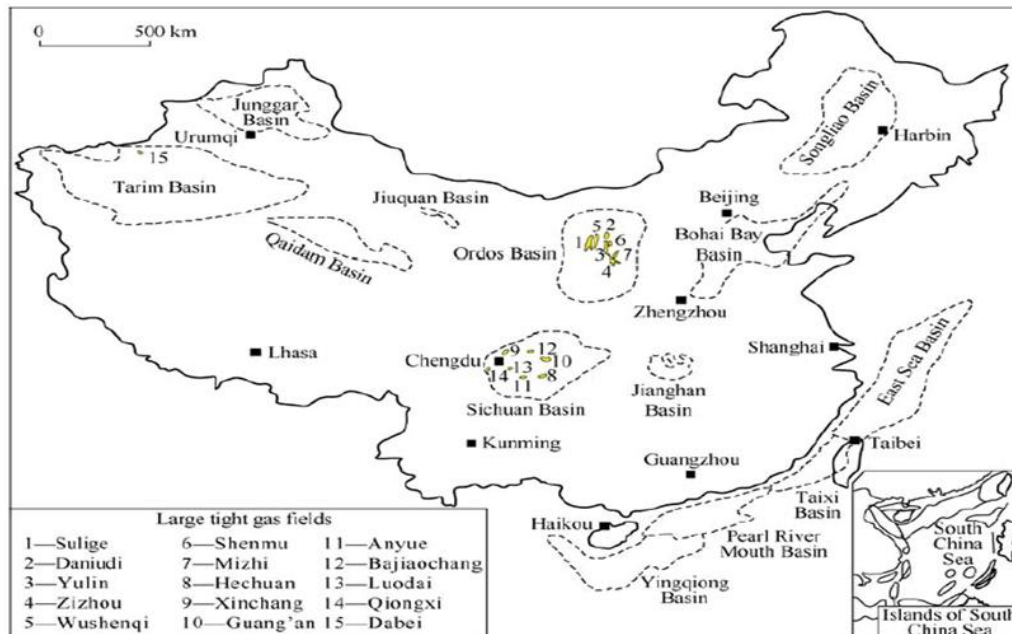 0 500 km
Junggar
Basin
Urumqi
15
Tarim Basin
Jiuquan Basin
Qaidam Basin
Songliao Basin
Harbin
Beijing
Bohai Bay
Basin
5 2
1 6
3 7
4
Ordos Basin
Zhengzhou
Lhasa
Chengdu
9 12
13 10
14 8
11
Sichuan Basin
Jianghan
Basin
Shanghai
East Sea Basin
Kunming
Guangzhou
Taibei
Taixi
Basin
Haikou
Pearl River
Mouth Basin
Yingqiong
Basin
South
China
Sea
Islands of South
China Sea
Large tight gas fields
1—Sulige 6—Shenmu 11—Anyue
2—Daniudi 7—Mizhi 12—Bajiaochang
3—Yulin 8—Hechuan 13—Luodai
4—Zizhou 9—Xinchang 14—Qiongxi
5—Wushenqi 10—Guang'an 15—Dabei